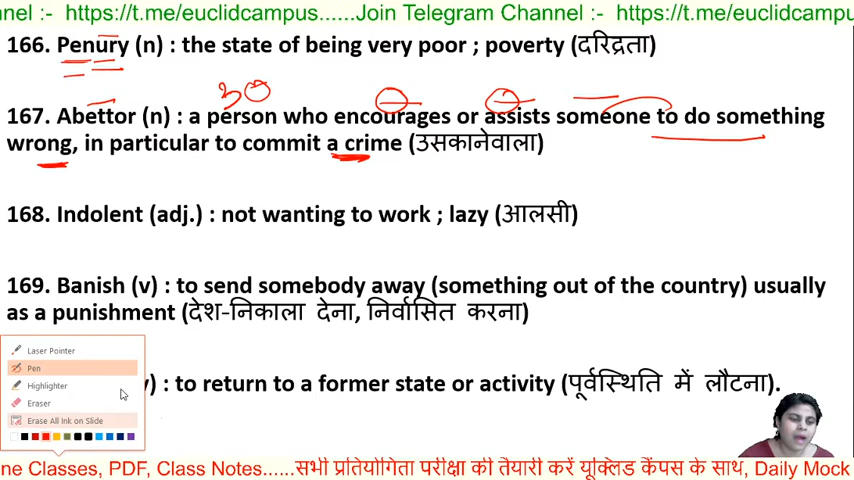 nnel :- https://t.me/euclidcampus......Join Telegram Channel :- https://t.me/euclidcampu
166. Penury (n) : the state of being very poor ; poverty (दरिद्रता)
167. Abettor (n) : a person who encourages or assists someone to do something
wrong, in particular to commit a crime (उसकानेवाला)
168. Indolent (adj.) : not wanting to work ; lazy (आलसी)
169. Banish (v) : to send somebody away (something out of the country) usually
as a punishment (देश-निकाला देना, निर्वासित करना)
Laser Pointer
Pen
Highlighter
Eraser
Erase All Ink on Slide
) : to return to a former state or activity (पूर्वस्थिति में लौटना).
ne Classes, PDF, Class Notes......सभी प्रतियोगिता परीक्षा की तैयारी करें यूक्लिड कैंपस के साथ, Daily Mock